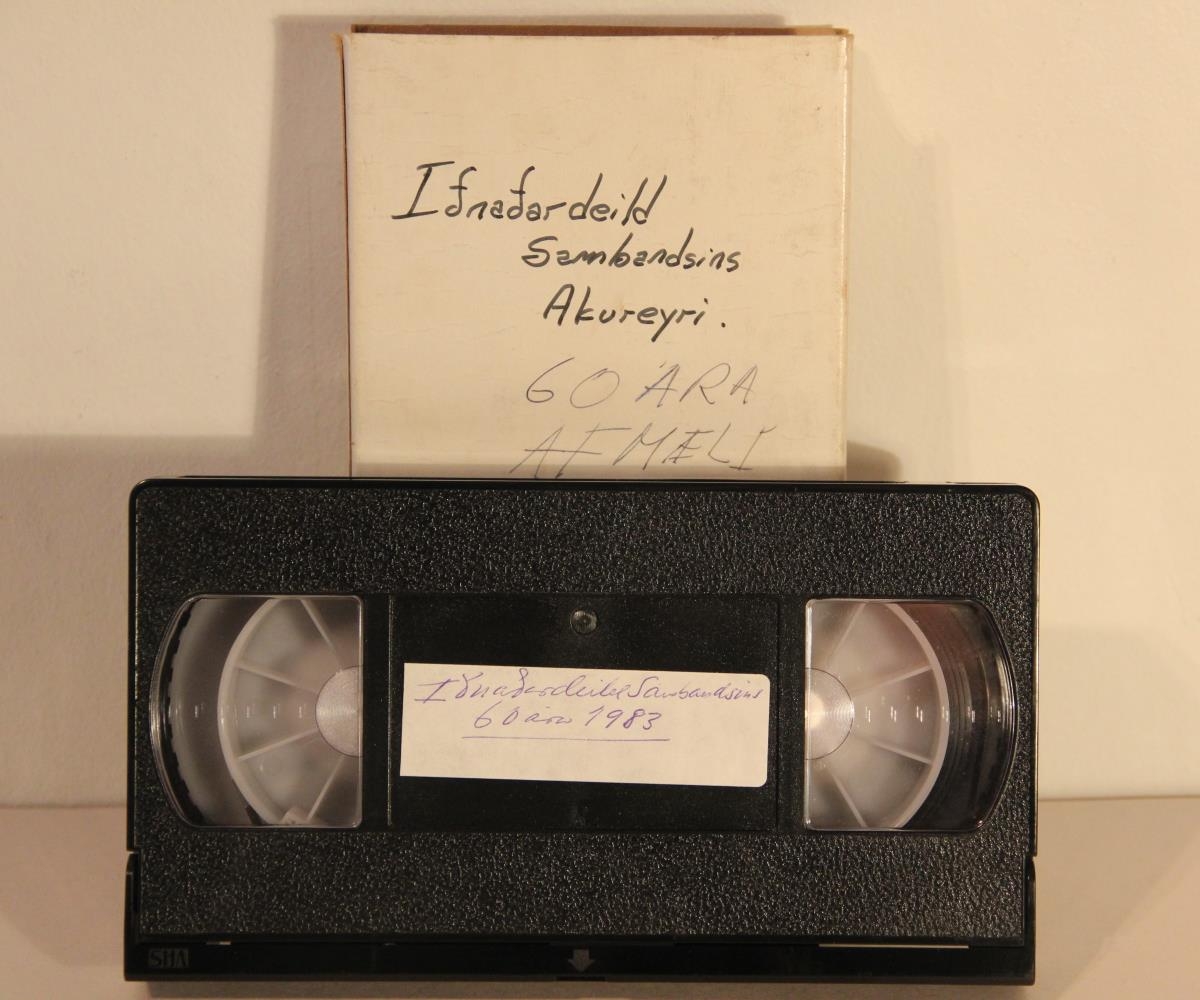 Iðnaðardeild
Sambandsins
Akureyri.
60 ÁRA
AFMÆLI
Iðnaðardeild Sambandsins
60 ára 1983